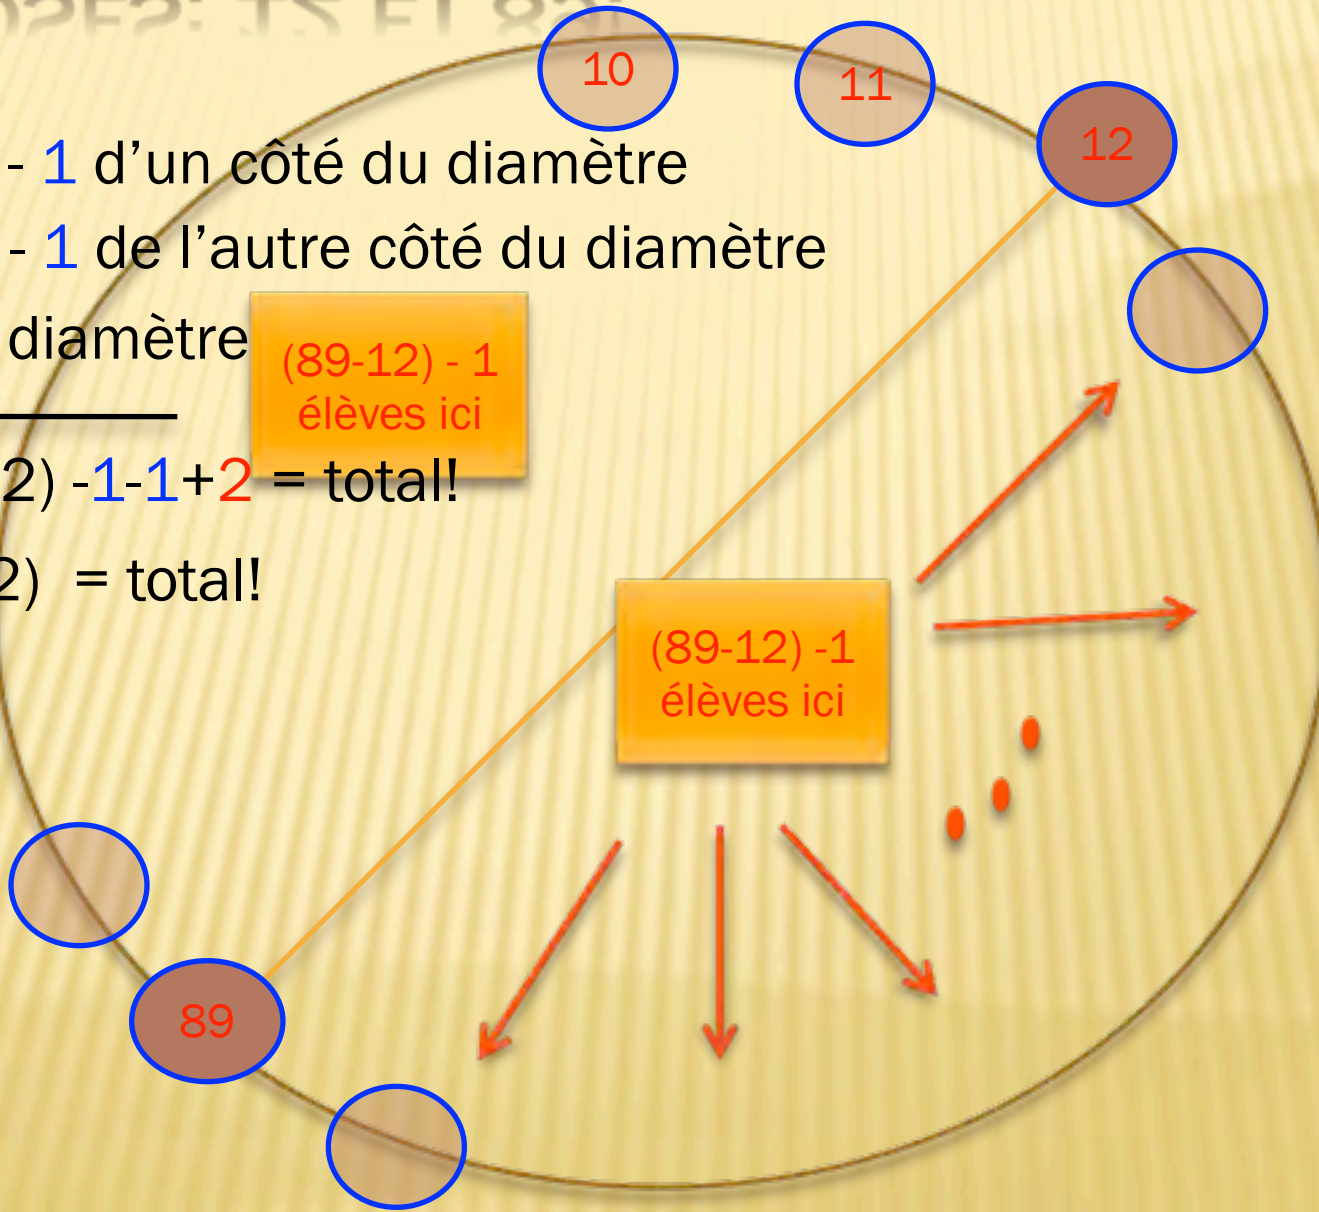 10
11
12
- 1 d’un côté du diamètre
- 1 de l’autre côté du diamètre
diamètre
(89-12) - 1
élèves ici
2) -1-1+2 = total!
2) = total!
(89-12) -1
élèves ici
89